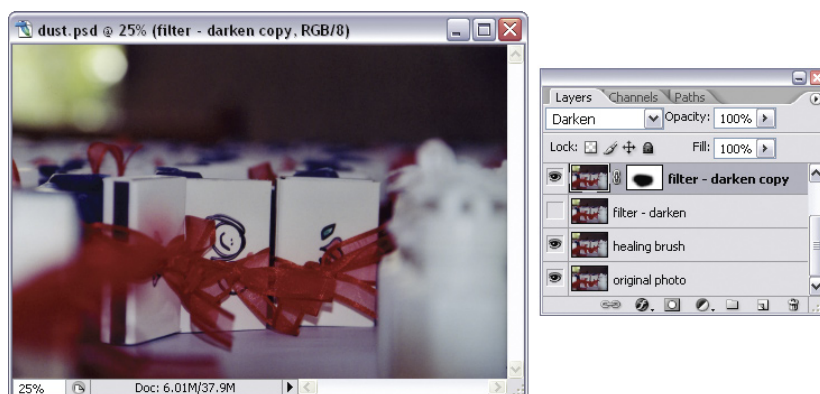 dust.psd @ 25% (filter - darken copy, RGB/8)
25%
Doc: 6.01M/37.9M
Layers Channels Paths
Darken Opacity: 100%
Lock: Fill: 100%
filter - darken copy
filter - darken
healing brush
original photo